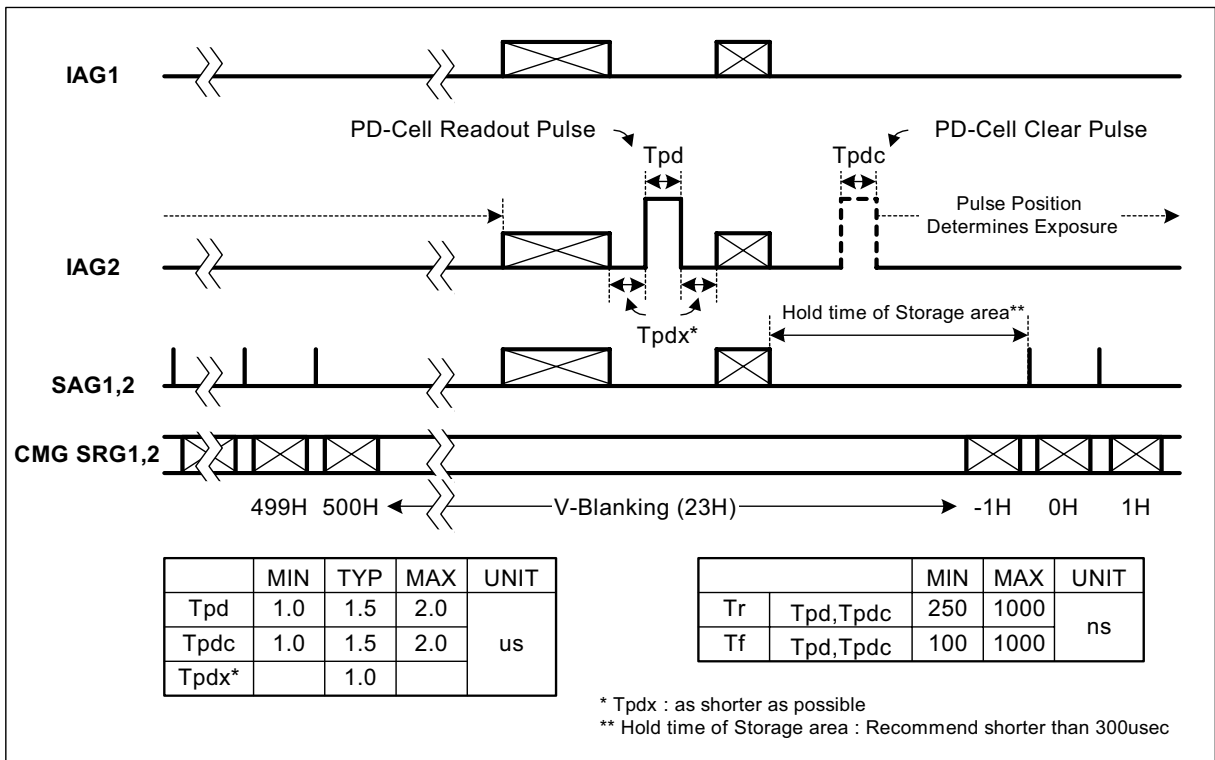 IAG1
PD-Cell Readout Pulse
PD-Cell Clear Pulse
Tpd
Tpdc
Pulse Position
Determines Exposure
IAG2
Tpdx*
Hold time of Storage area**
SAG1,2
CMG SRG1,2
499H 500H V-Blanking (23H) -1H 0H 1H
MIN TYP MAX UNIT
Tpd 1.0 1.5 2.0 us
Tpdc 1.0 1.5 2.0
Tpdx* 1.0
MIN MAX UNIT
Tr Tpd,Tpdc 250 1000 ns
Tf Tpd,Tpdc 100 1000
* Tpdx : as shorter as possible
** Hold time of Storage area : Recommend shorter than 300usec